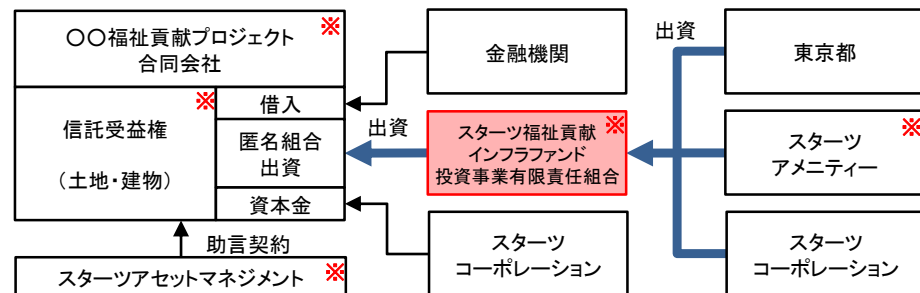 〇〇福祉貢献プロジェクト ※
合同会社
信託受益権 ※
(土地・建物)
借入
匿名組合
出資
資本金
助言契約
スターツアセットマネジメント ※
金融機関
出資
スターツ福祉貢献 ※
インフラファンド
投資事業有限責任組合
スターツ
コーポレーション
出資
東京都
スターツ ※
アメニティー
スターツ
コーポレーション